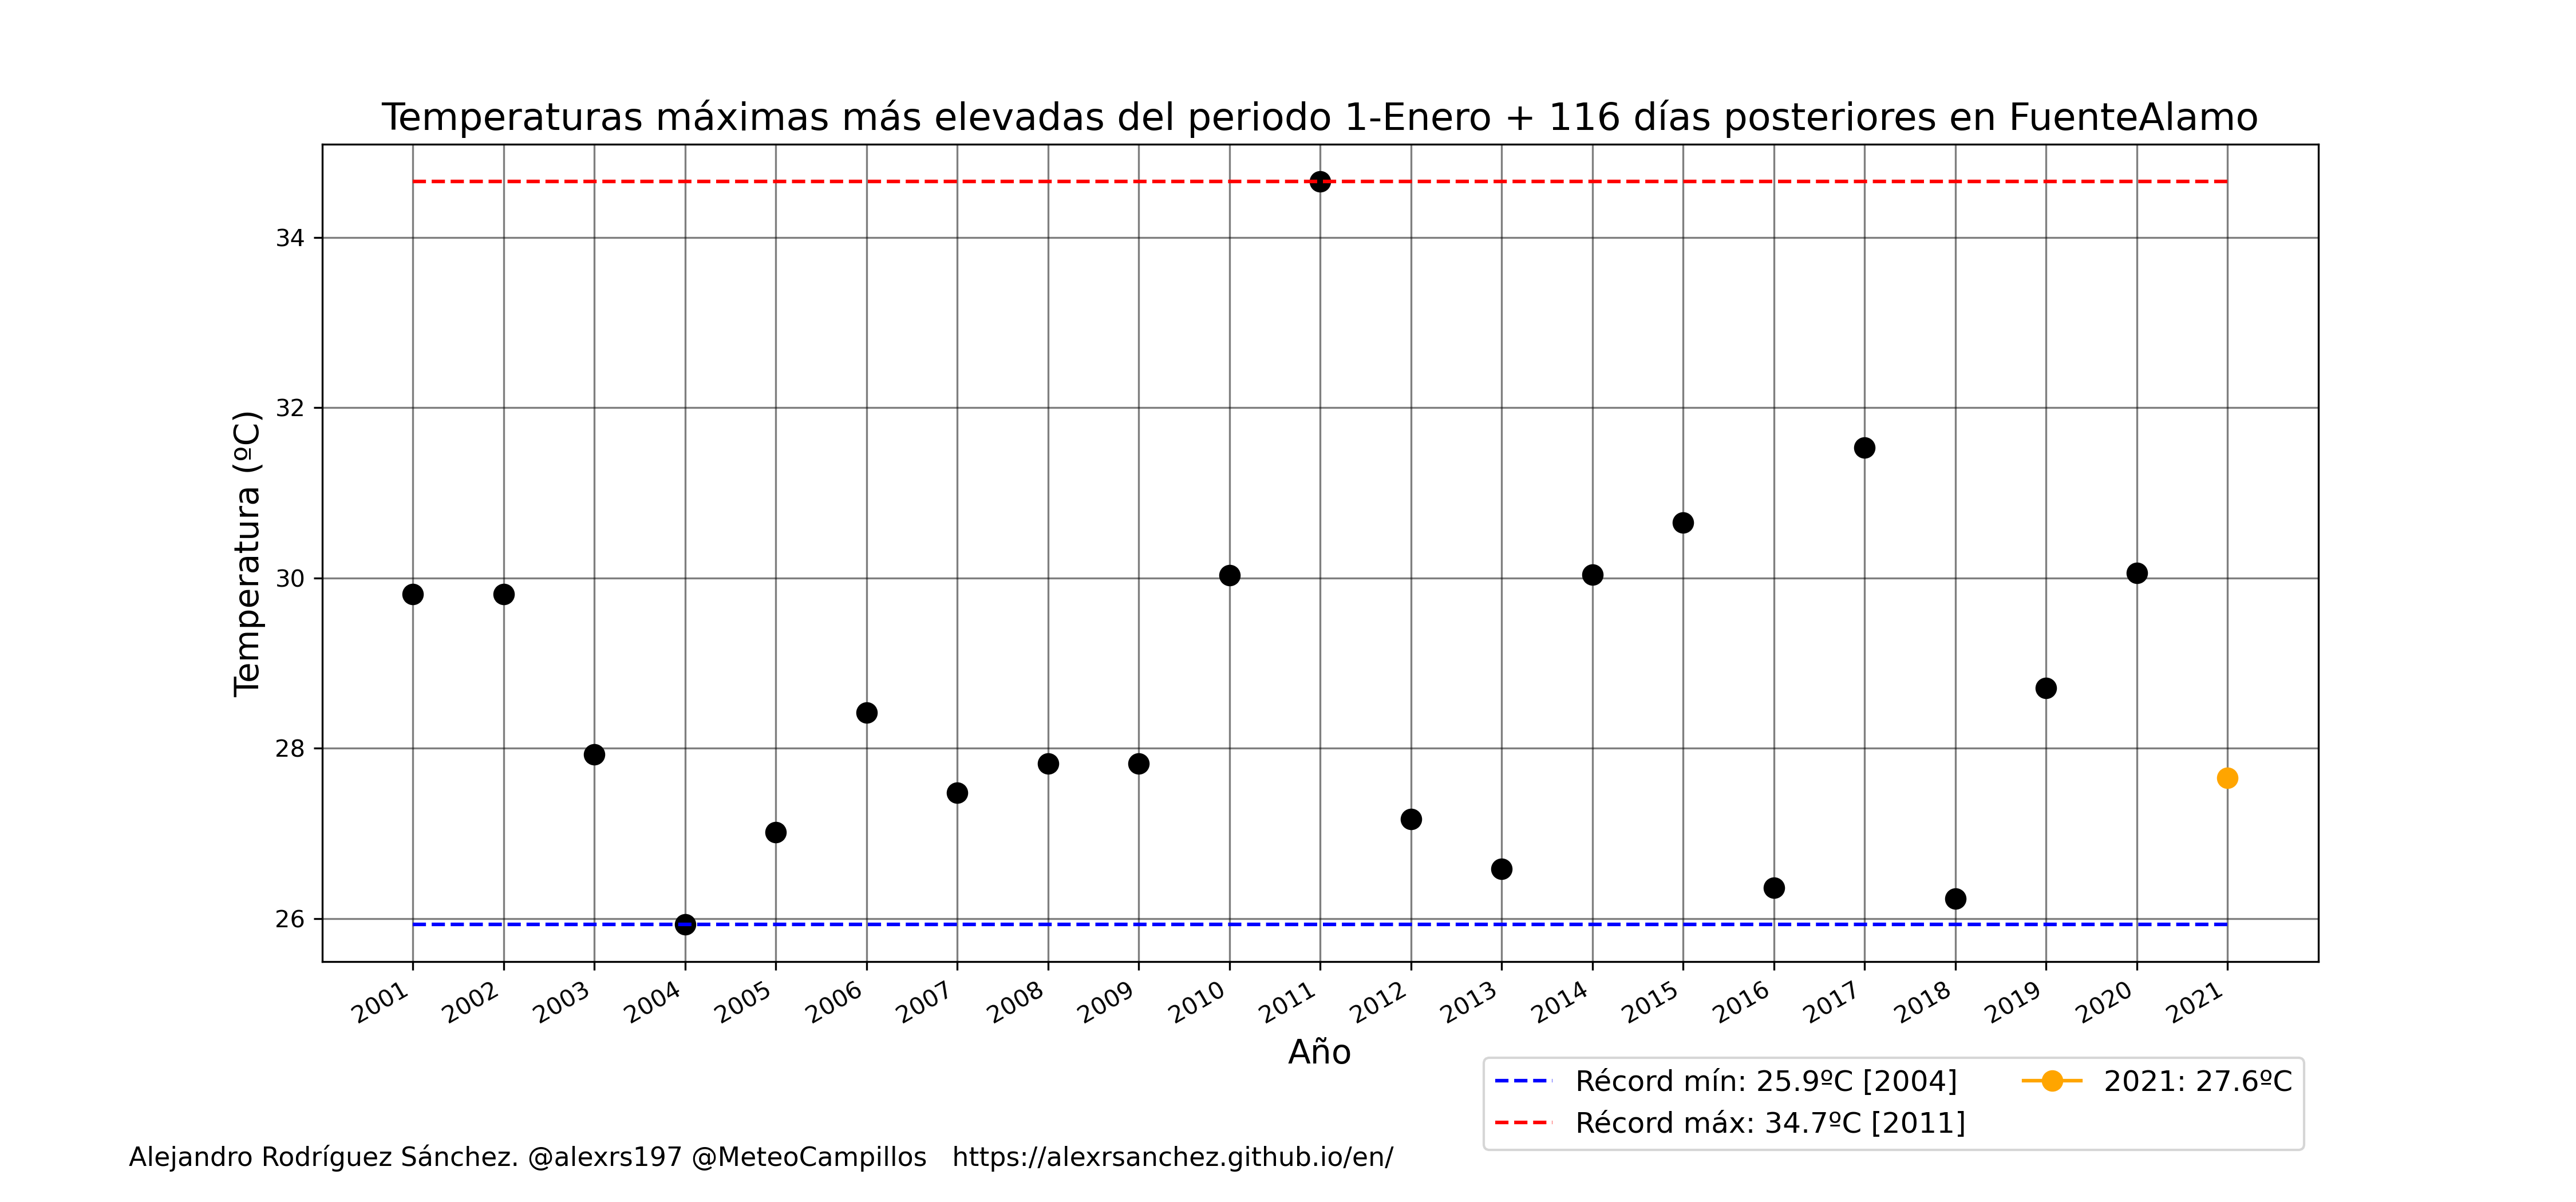 Temperaturas máximas más elevadas del periodo 1-Enero + 116 días posteriores en FuenteAlamo
Temperatura (ºC)
34
32
30
28
26
2001 2002 2003 2004 2005 2006 2007 2008 2009 2010 2011 2012 2013 2014 2015 2016 2017 2018 2019 2020 2021
Año
Récord mín: 25.9ºC [2004]
Récord máx: 34.7ºC [2011]
2021: 27.6ºC
Alejandro Rodríguez Sánchez. @alexrs197 @MeteoCampillos https://alexrsanchez.github.io/en/